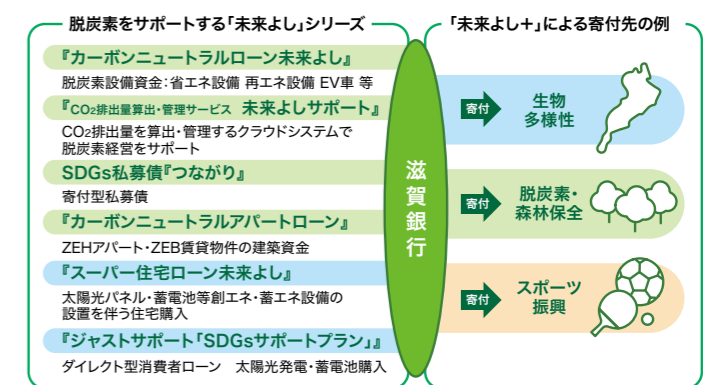 脱炭素をサポートする「未来よし」シリーズ
『カーボンニュートラルローン未来よし』
脱炭素設備資金：省エネ設備 再エネ設備 EV車 等
『CO2排出量算出・管理サービス 未来よしサポート』
CO2排出量を算出・管理するクラウドシステムで
脱炭素経営をサポート
SDGs私募債『つながり』
寄付型私募債
『カーボンニュートラルアパートローン』
ZEHアパート・ZEB賃貸物件の建築資金
『スーパー住宅ローン未来よし』
太陽光パネル・蓄電池等創エネ・蓄エネ設備の
設置を伴う住宅購入
『ジャストサポート「SDGsサポートプラン」』
ダイレクト型消費者ローン 太陽光発電・蓄電池購入
滋賀銀行
「未来よし＋」による寄付先の例
寄付
生物
多様性
寄付
脱炭素・
森林保全
寄付
スポーツ
振興